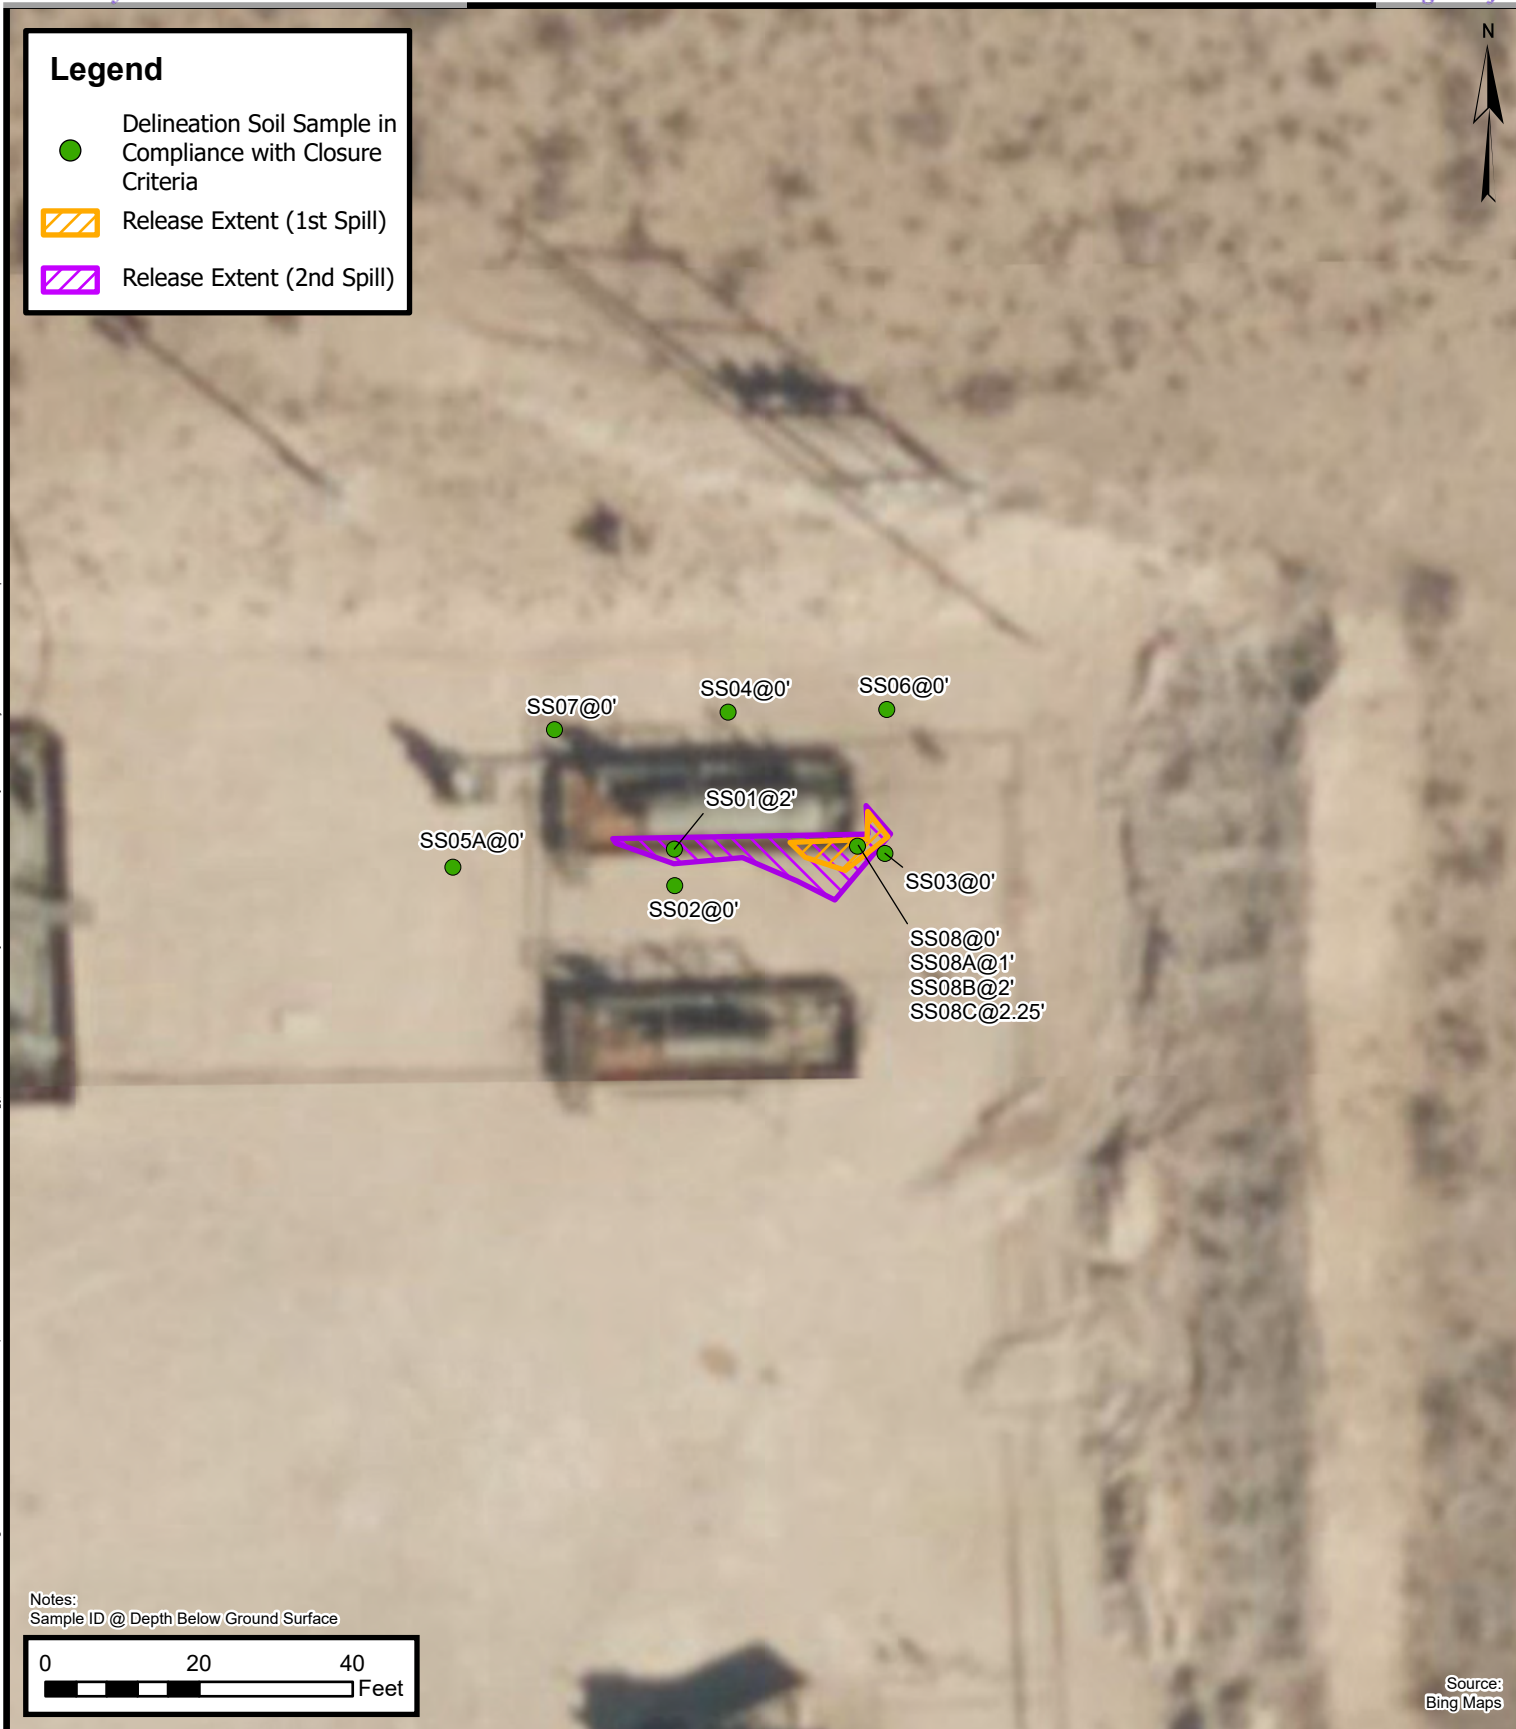 Legend
Delineation Soil Sample in
Compliance with Closure
Criteria
Release Extent (1st Spill)
Release Extent (2nd Spill)
N
SS07@0'
SS04@0'
SS06@0'
SS01@2'
SS05A@0'
SS03@0'
SS02@0'
SS08@0'
SS08A@1'
SS08B@2'
SS08C@2.25'
Notes:
Sample ID @ Depth Below Ground Surface
0 20 40
Feet
Source:
Bing Maps